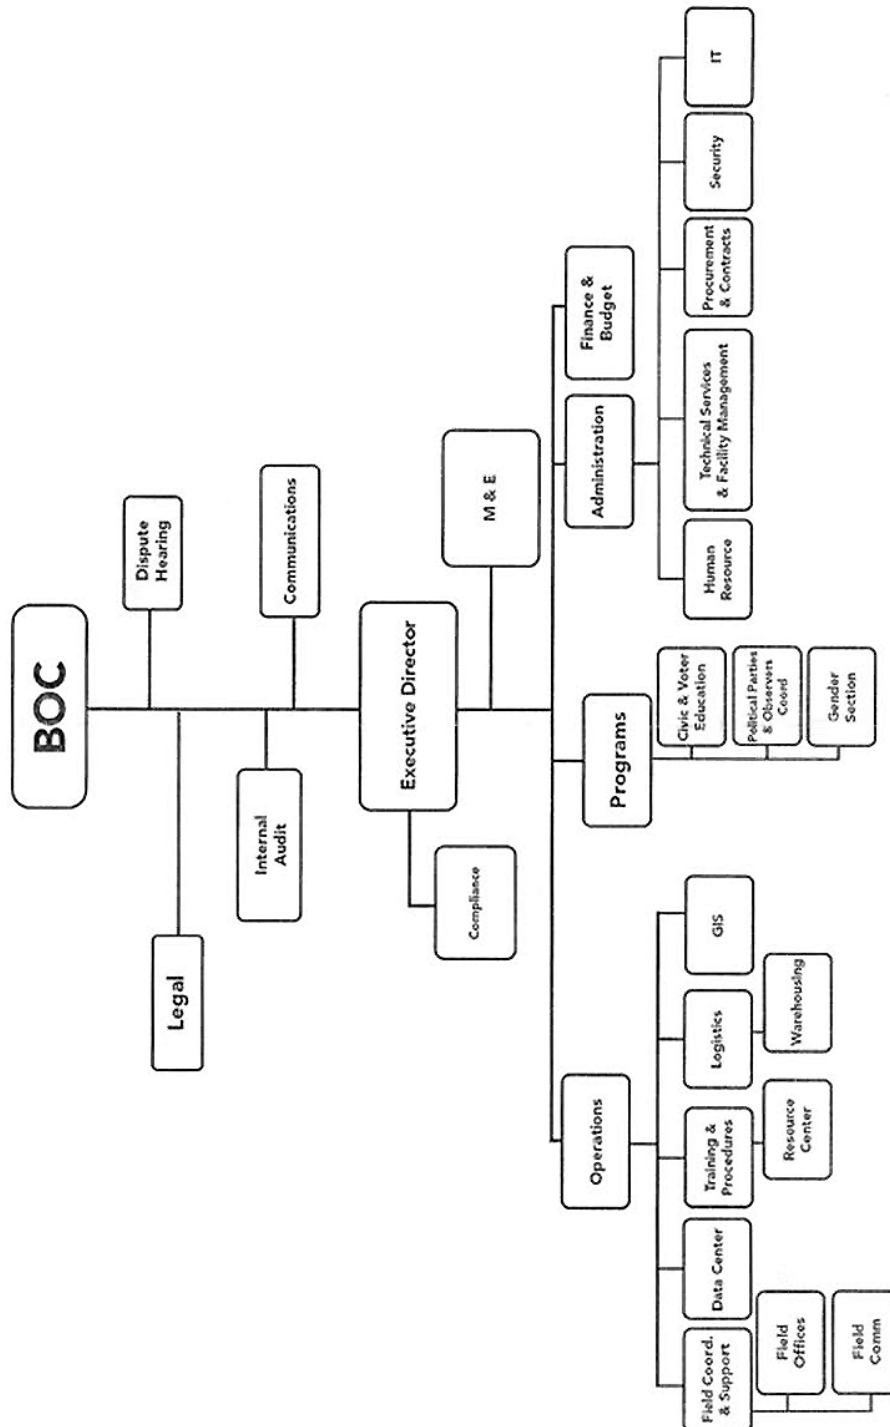 BOC
Dispute
Hearing
Legal
Communications
Internal
Audit
Executive Director
Compliance
M & E
Operations
Programs
Administration
Finance &
Budget
Field Coord.
& Support
Data Center
Training &
Procedures
Logistics
GIS
Field
Offices
Field
Comm
Resource
Center
Warehousing
Civic & Voter
Education
Political Parties
& Observers
Coord
Gender
Section
Human
Resource
Technical Services
& Facility Management
Procurement
& Contracts
Security
IT